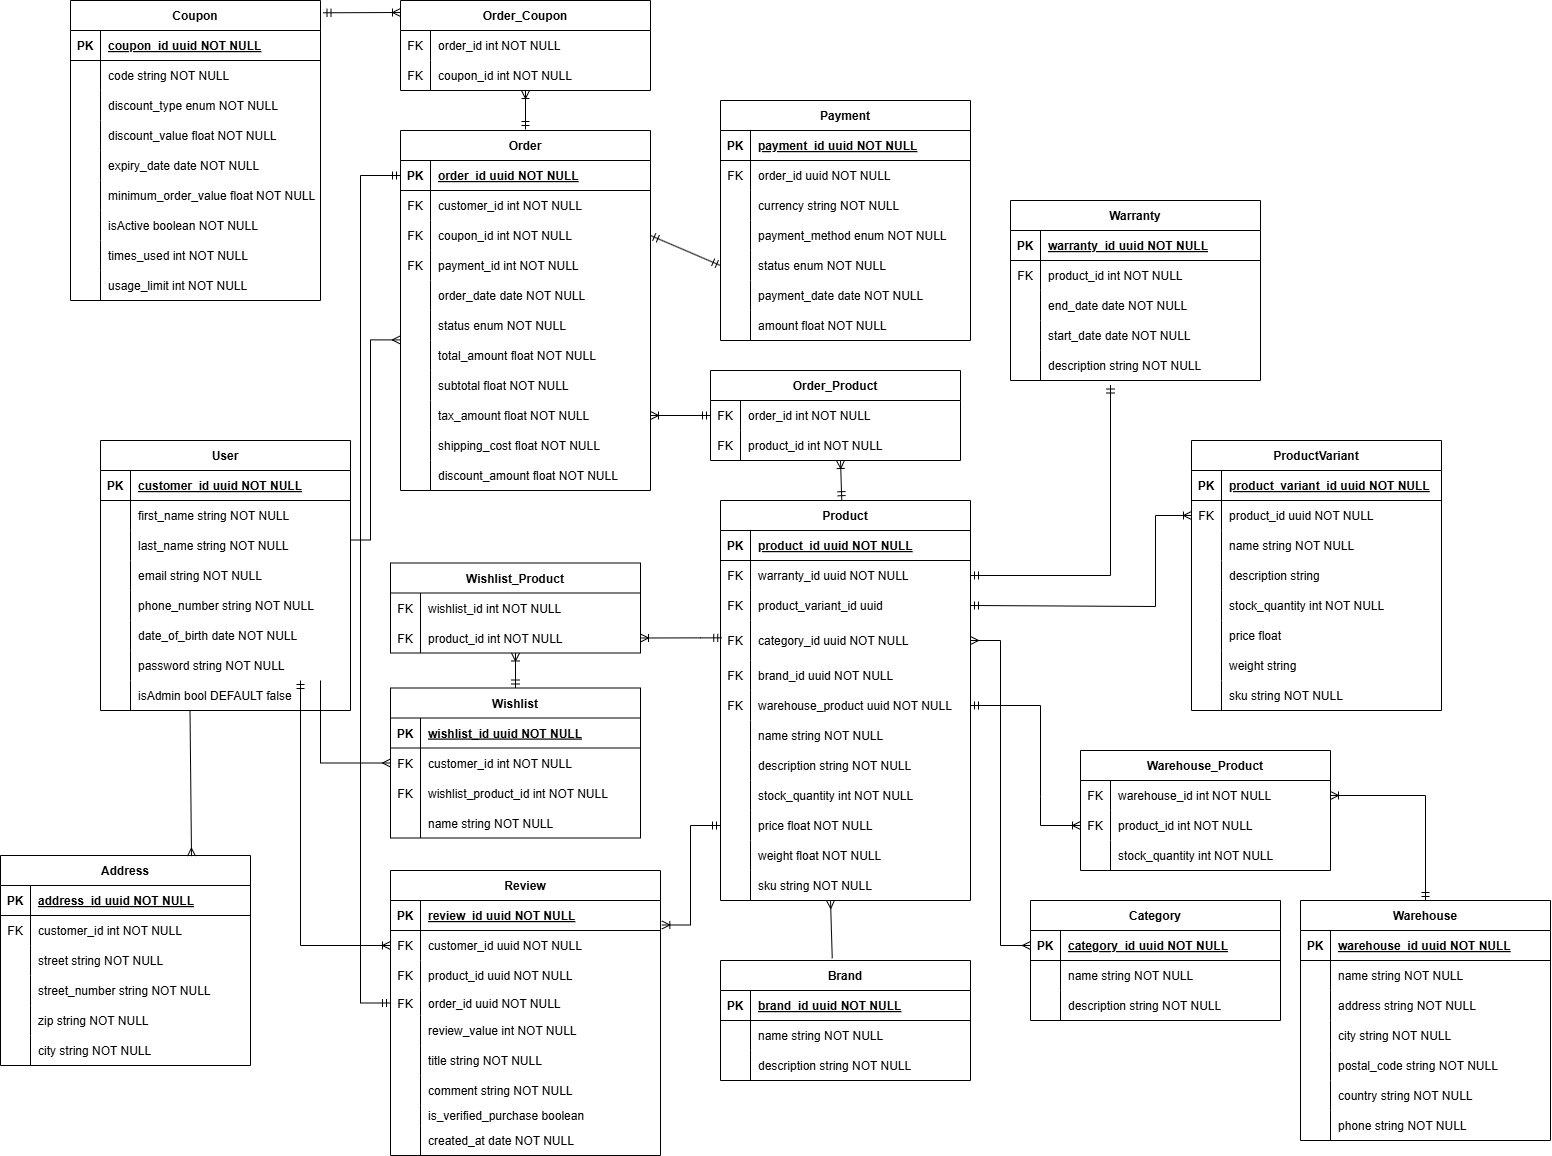 Coupon
PK coupon_id uuid NOT NULL
code string NOT NULL
discount_type enum NOT NULL
discount_value float NOT NULL
expiry_date date NOT NULL
minimum_order_value float NOT NULL
isActive boolean NOT NULL
times_used int NOT NULL
usage_limit int NOT NULL
Order_Coupon
FK order_id int NOT NULL
FK coupon_id int NOT NULL
Order
PK order_id uuid NOT NULL
FK customer_id int NOT NULL
FK coupon_id int NOT NULL
FK payment_id int NOT NULL
order_date date NOT NULL
status enum NOT NULL
total_amount float NOT NULL
subtotal float NOT NULL
tax_amount float NOT NULL
shipping_cost float NOT NULL
discount_amount float NOT NULL
Payment
PK payment_id uuid NOT NULL
FK order_id uuid NOT NULL
currency string NOT NULL
payment_method enum NOT NULL
status enum NOT NULL
payment_date date NOT NULL
amount float NOT NULL
Warranty
PK warranty_id uuid NOT NULL
FK product_id int NOT NULL
end_date date NOT NULL
start_date date NOT NULL
description string NOT NULL
Order_Product
FK order_id int NOT NULL
FK product_id int NOT NULL
User
PK customer_id uuid NOT NULL
first_name string NOT NULL
last_name string NOT NULL
email string NOT NULL
phone_number string NOT NULL
date_of_birth date NOT NULL
password string NOT NULL
isAdmin bool DEFAULT false
ProductVariant
PK product_variant_id uuid NOT NULL
FK product_id uuid NOT NULL
name string NOT NULL
description string
stock_quantity int NOT NULL
price float
weight string
sku string NOT NULL
Product
PK product_id uuid NOT NULL
FK warranty_id uuid NOT NULL
FK product_variant_id uuid
FK category_id uuid NOT NULL
FK brand_id uuid NOT NULL
FK warehouse_product uuid NOT NULL
name string NOT NULL
description string NOT NULL
stock_quantity int NOT NULL
price float NOT NULL
weight float NOT NULL
sku string NOT NULL
Wishlist_Product
FK wishlist_id int NOT NULL
FK product_id int NOT NULL
Wishlist
PK wishlist_id uuid NOT NULL
FK customer_id int NOT NULL
FK wishlist_product_id int NOT NULL
name string NOT NULL
Warehouse_Product
FK warehouse_id int NOT NULL
FK product_id int NOT NULL
stock_quantity int NOT NULL
Address
PK address_id uuid NOT NULL
FK customer_id int NOT NULL
street string NOT NULL
street_number string NOT NULL
zip string NOT NULL
city string NOT NULL
Review
PK review_id uuid NOT NULL
FK customer_id uuid NOT NULL
FK product_id uuid NOT NULL
FK order_id uuid NOT NULL
review_value int NOT NULL
title string NOT NULL
comment string NOT NULL
is_verified_purchase boolean
created_at date NOT NULL
Brand
PK brand_id uuid NOT NULL
name string NOT NULL
description string NOT NULL
Category
PK category_id uuid NOT NULL
name string NOT NULL
description string NOT NULL
Warehouse
PK warehouse_id uuid NOT NULL
name string NOT NULL
address string NOT NULL
city string NOT NULL
postal_code string NOT NULL
country string NOT NULL
phone string NOT NULL